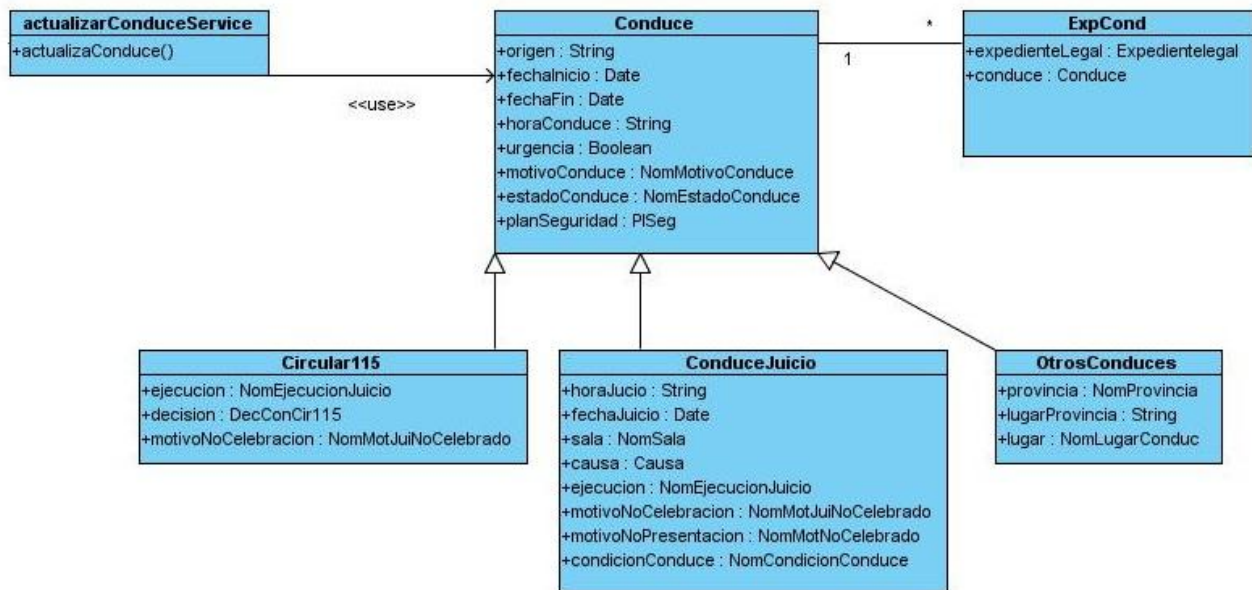 actualizarConduceService
+actualizaConduce()
<<use>>
Conduce
+origen : String
+fechaInicio : Date
+fechaFin : Date
+horaConduce : String
+urgencia : Boolean
+motivoConduce : NomMotivoConduce
+estadoConduce : NomEstadoConduce
+planSeguridad : PlSeg
1
*
ExpCond
+expedienteLegal : Expedientelegal
+conduce : Conduce
Circular115
+ejecucion : NomEjecucionJuicio
+decision : DecConCir115
+motivoNoCelebracion : NomMotJuiNoCelebrado
ConduceJuicio
+horaJucio : String
+fechaJuicio : Date
+sala : NomSala
+causa : Causa
+ejecucion : NomEjecucionJuicio
+motivoNoCelebracion : NomMotJuiNoCelebrado
+motivoNoPresentacion : NomMotNoCelebrado
+condicionConduce : NomCondicionConduce
OtrosConduces
+provincia : NomProvincia
+lugarProvincia : String
+lugar : NomLugarConduc